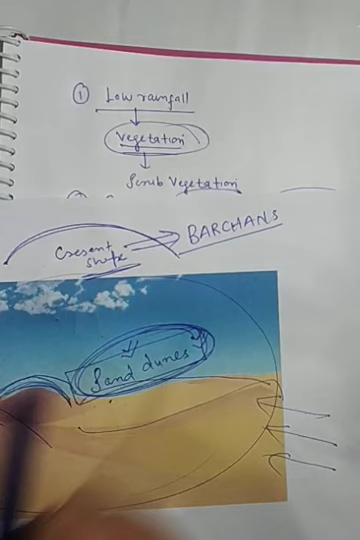 ① Low rainfall
Vegetation
Scrub Vegetation
Cresent shape
BARCHANS
Sand dunes